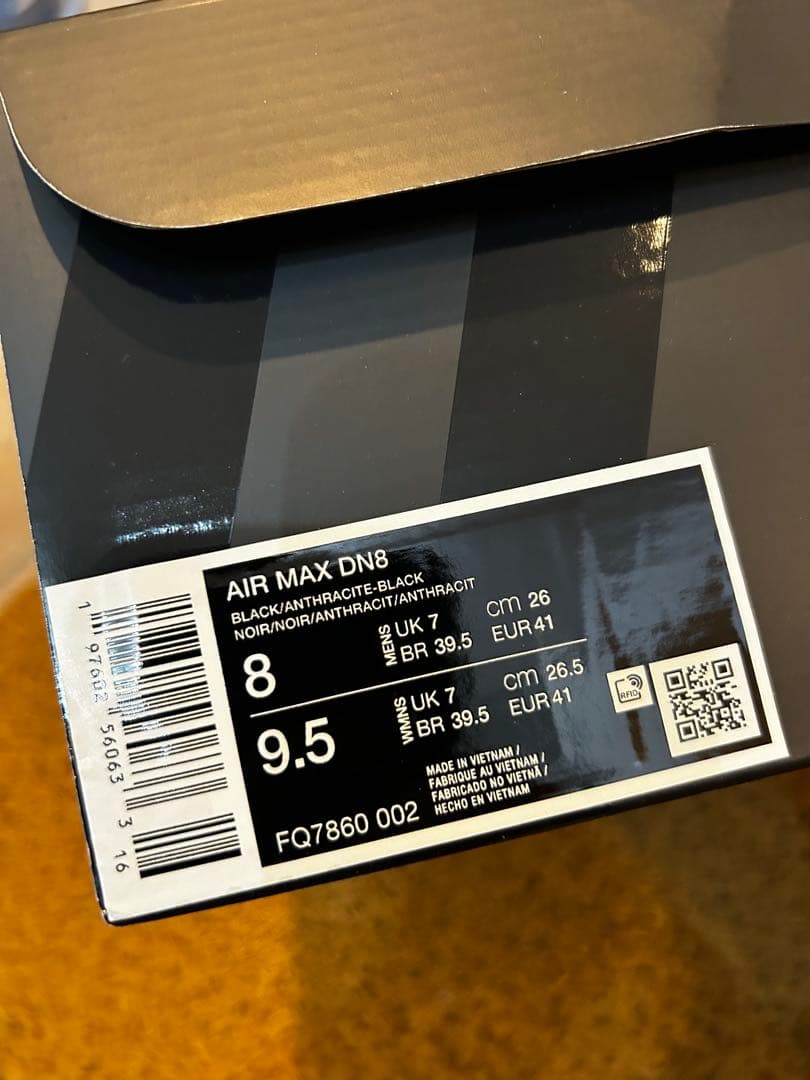 AIR MAX DN8
BLACK/ANTHRACITE-BLACK
NOIR/NOIR/ANTHRACIT/ANTHRACIT
8
MENS
UK 7
cm 26
BR 39.5
EUR 41
9.5
WMNS
UK 7
cm 26.5
BR 39.5
EUR 41
RFID
MADE IN VIETNAM /
FABRIQUE AU VIETNAM /
FABRICADO NO VIETNÃ /
HECHO EN VIETNAM
FQ7860 002
1 97602 56063 3 16